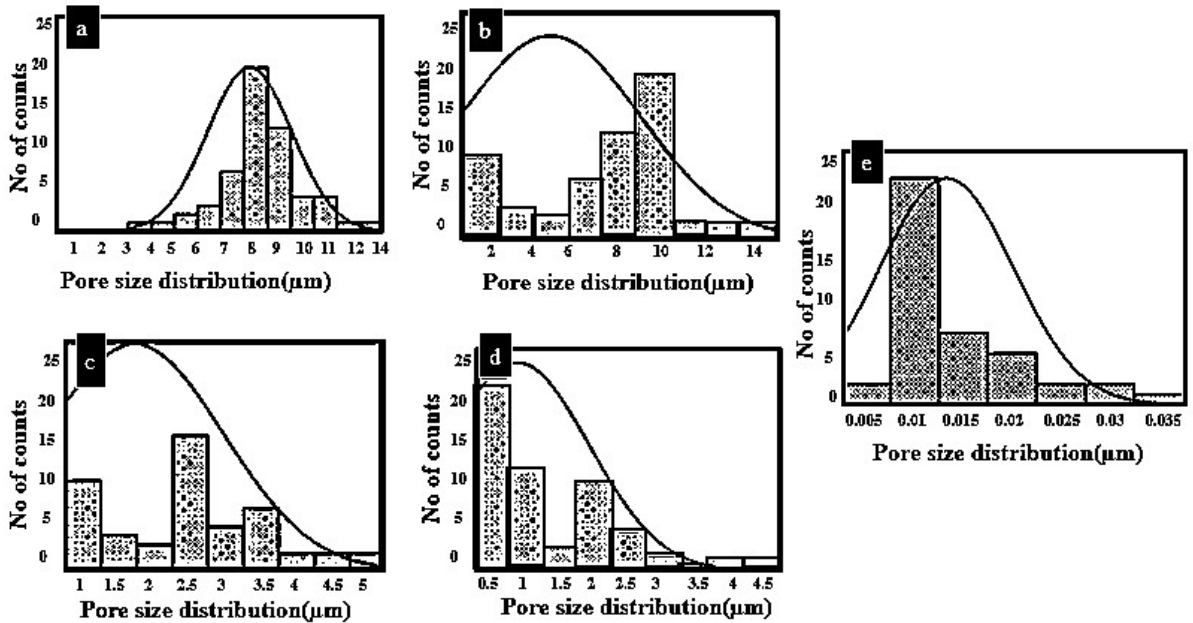 a
25
20
15
10
5
0
No of counts
1 2 3 4 5 6 7 8 9 10 11 12 14
Pore size distribution(µm)
b
25
20
15
10
5
0
No of counts
2 4 6 8 10 12 14
Pore size distribution(µm)
c
25
20
15
10
5
0
No of counts
1 1.5 2 2.5 3 3.5 4 4.5 5
Pore size distribution(µm)
d
25
20
15
10
5
0
No of counts
0.5 1 1.5 2 2.5 3 3.5 4 4.5
Pore size distribution(µm)
e
25
20
15
10
5
0
No of counts
0.005 0.01 0.015 0.02 0.025 0.03 0.035
Pore size distribution(µm)